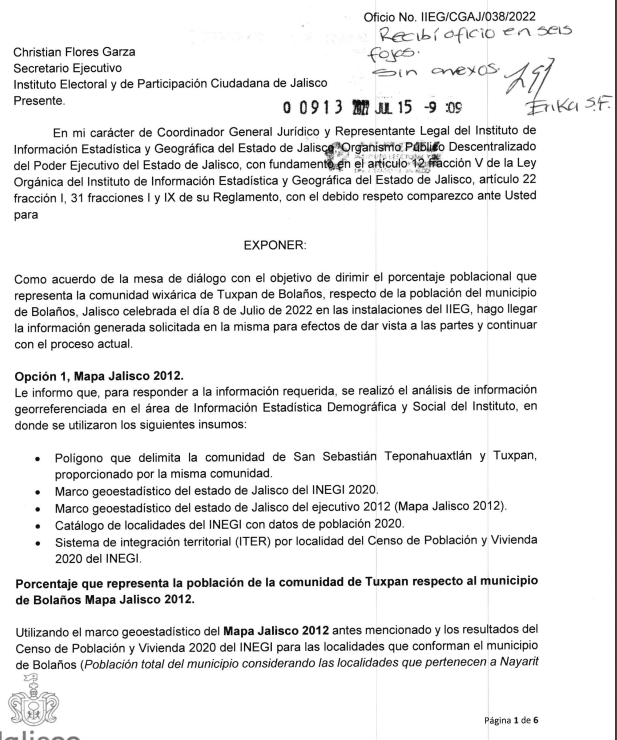 Oficio No. IIEG/CGAJ/038/2022
Recibí oficio en seis
fojas.
sin anexos.
Erika S.F.
Christian Flores Garza
Secretario Ejecutivo
Instituto Electoral y de Participación Ciudadana de Jalisco
Presente.
0 0913 JUL 15 -9 :09
En mi carácter de Coordinador General Jurídico y Representante Legal del Instituto de
Información Estadística y Geográfica del Estado de Jalisco, Organismo Público Descentralizado
del Poder Ejecutivo del Estado de Jalisco, con fundamento en el artículo 12 fracción V de la Ley
Orgánica del Instituto de Información Estadística y Geográfica del Estado de Jalisco, artículo 22
fracción I, 31 fracciones I y IX de su Reglamento, con el debido respeto comparezco ante Usted
para
EXPONER:
Como acuerdo de la mesa de diálogo con el objetivo de dirimir el porcentaje poblacional que
representa la comunidad wixárica de Tuxpan de Bolaños, respecto de la población del municipio
de Bolaños, Jalisco celebrada el día 8 de Julio de 2022 en las instalaciones del IIEG, hago llegar
la información generada solicitada en la misma para efectos de dar vista a las partes y continuar
con el proceso actual.
Opción 1, Mapa Jalisco 2012.
Le informo que, para responder a la información requerida, se realizó el análisis de información
georreferenciada en el área de Información Estadística Demográfica y Social del Instituto, en
donde se utilizaron los siguientes insumos:
• Polígono que delimita la comunidad de San Sebastián Teponahuaxtlán y Tuxpan,
proporcionado por la misma comunidad.
• Marco geoestadístico del estado de Jalisco del INEGI 2020.
• Marco geoestadístico del estado de Jalisco del ejecutivo 2012 (Mapa Jalisco 2012).
• Catálogo de localidades del INEGI con datos de población 2020.
• Sistema de integración territorial (ITER) por localidad del Censo de Población y Vivienda
2020 del INEGI.
Porcentaje que representa la población de la comunidad de Tuxpan respecto al municipio
de Bolaños Mapa Jalisco 2012.
Utilizando el marco geoestadístico del Mapa Jalisco 2012 antes mencionado y los resultados del
Censo de Población y Vivienda 2020 del INEGI para las localidades que conforman el municipio
de Bolaños (Población total del municipio considerando las localidades que pertenecen a Nayarit
Página 1 de 6
Jalisco